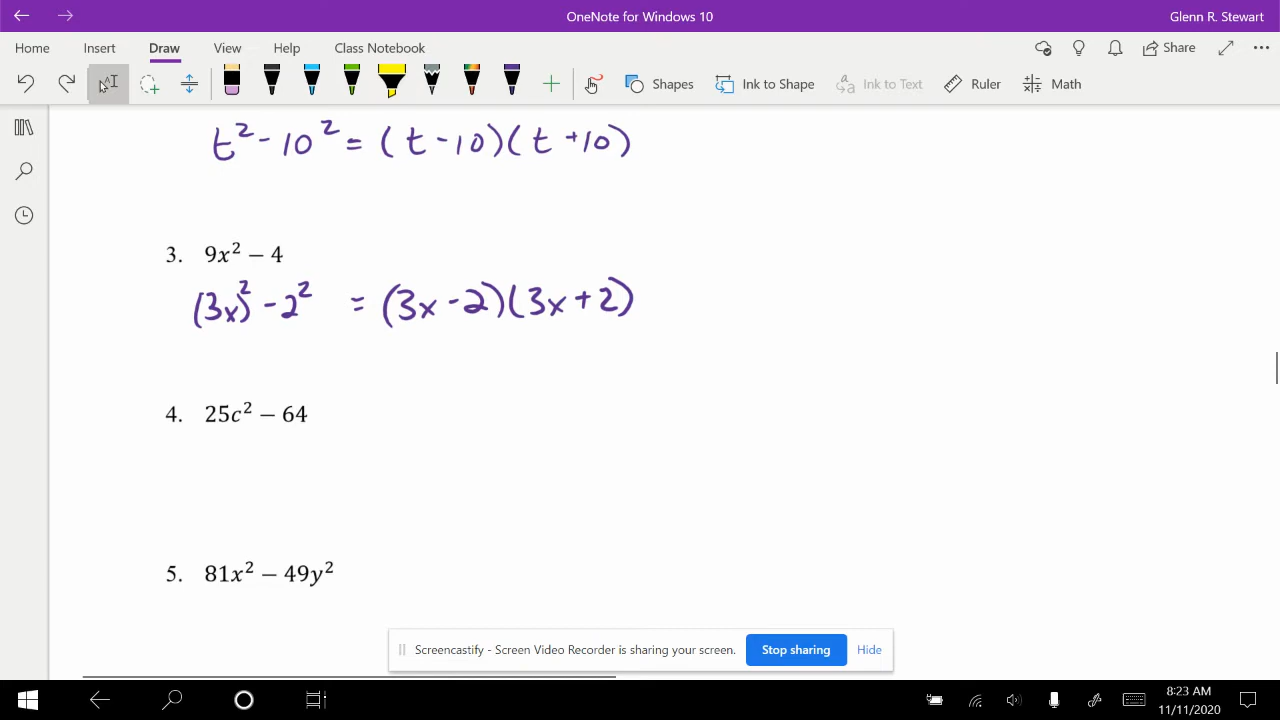 OneNote for Windows 10
Glenn R. Stewart
Home Insert Draw View Help Class Notebook Share
Shapes Ink to Shape Ink to Text Ruler Math
t² - 10² = (t - 10)(t + 10)
3. 9x² − 4
(3x)² - 2² = (3x - 2)(3x + 2)
4. 25c² − 64
5. 81x² − 49y²
Screencastify - Screen Video Recorder is sharing your screen. Stop sharing Hide
8:23 AM
11/11/2020